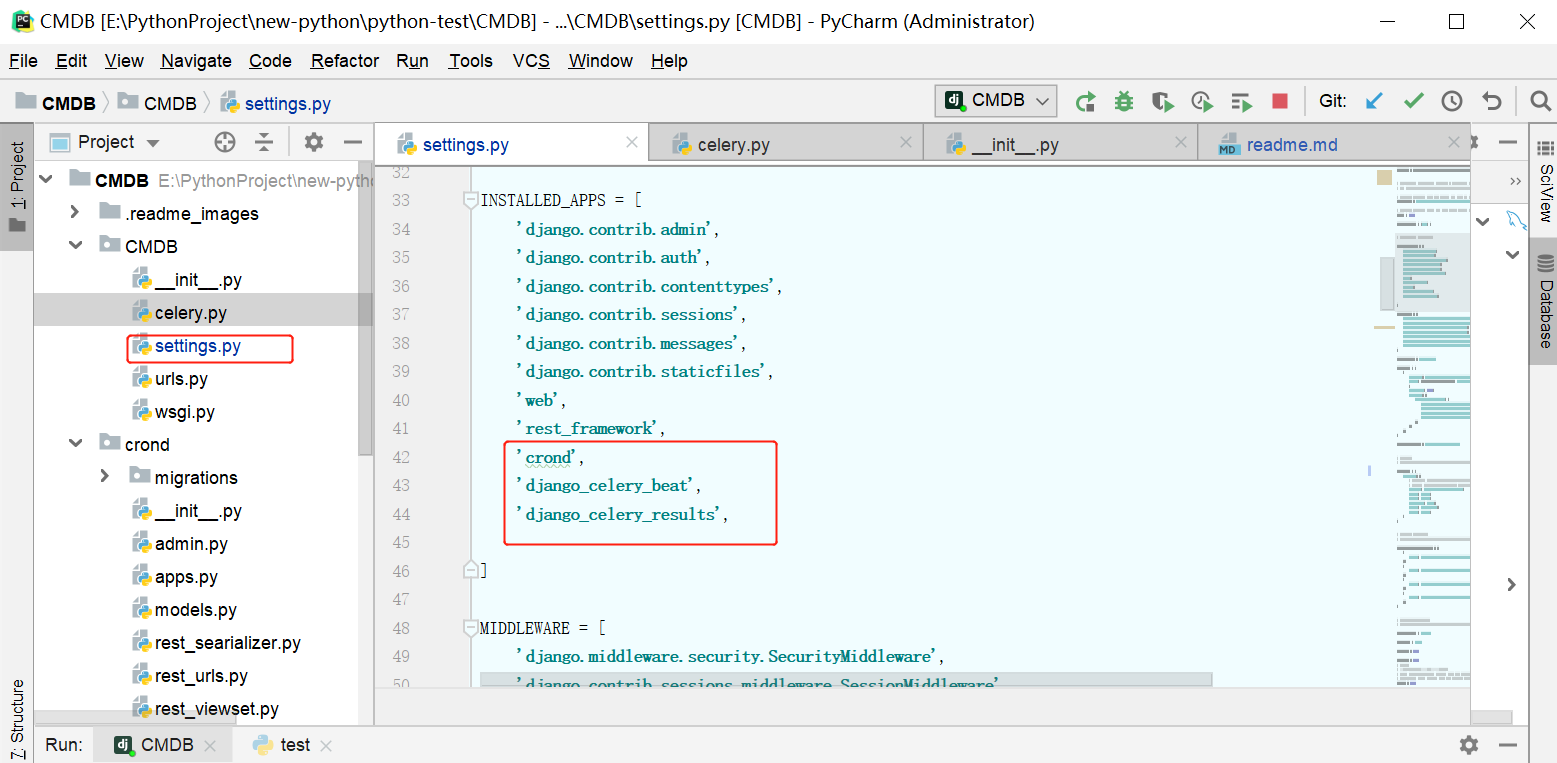 CMDB [E:\PythonProject\new-python\python-test\CMDB] - ...\CMDB\settings.py [CMDB] - PyCharm (Administrator)
File Edit View Navigate Code Refactor Run Tools VCS Window Help
CMDB CMDB settings.py CMDB Git:
1: Project
Project
settings.py celery.py __init__.py readme.md
CMDB E:\PythonProject\new-pyth
.readme_images
CMDB
__init__.py
celery.py
settings.py
urls.py
wsgi.py
crond
migrations
__init__.py
admin.py
apps.py
models.py
rest_searializer.py
rest_urls.py
rest_viewset.py
32
33 INSTALLED_APPS = [
34 'django.contrib.admin',
35 'django.contrib.auth',
36 'django.contrib.contenttypes',
37 'django.contrib.sessions',
38 'django.contrib.messages',
39 'django.contrib.staticfiles',
40 'web',
41 'rest_framework',
42 'crond',
43 'django_celery_beat',
44 'django_celery_results',
45
46 ]
47
48 MIDDLEWARE = [
49 'django.middleware.security.SecurityMiddleware',
50 'django.contrib.sessions.middleware.SessionMiddleware'
SciView
Database
7: Structure
Run: CMDB test